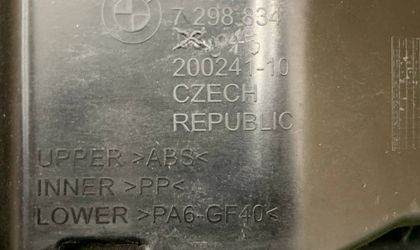 7 298 834
200241-10
CZECH
REPUBLIC
UPPER >ABS<
INNER >PP<
LOWER >PA6-GF40<